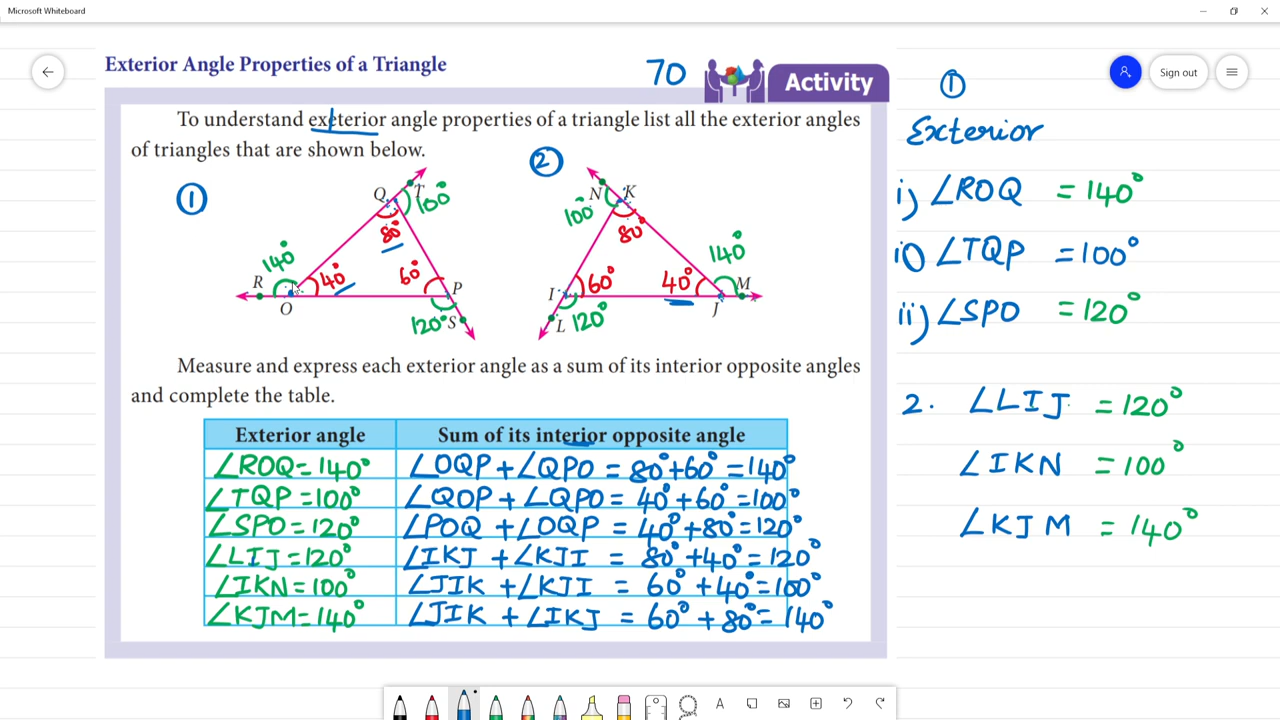 Microsoft Whiteboard
Sign out
Exterior Angle Properties of a Triangle
70
Activity
To understand exeterior angle properties of a triangle list all the exterior angles
of triangles that are shown below.
①
Q
T
100°
80°
140°
R
40°
60°
P
O
120°
S
②
N
K
100°
80°
140°
I
60°
40°
M
J
L
120°
Measure and express each exterior angle as a sum of its interior opposite angles
and complete the table.
Exterior angle Sum of its interior opposite angle
∠ROQ=140° ∠OQP+∠QPO = 80°+60° =140°
∠TQP=100° ∠QOP+∠QPO = 40°+60°=100°
∠SPO=120° ∠POQ+∠OQP = 40°+80°=120°
∠LIJ=120° ∠IKJ+∠KJI = 80°+40°=120°
∠IKN=100° ∠JIK+∠KJI = 60°+40°=100°
∠KJM=140° ∠JIK+∠IKJ = 60°+80°=140°
①
Exterior
i) ∠ROQ = 140°
ii) ∠TQP = 100°
iii) ∠SPO = 120°
2. ∠LIJ = 120°
∠IKN = 100°
∠KJM = 140°
A